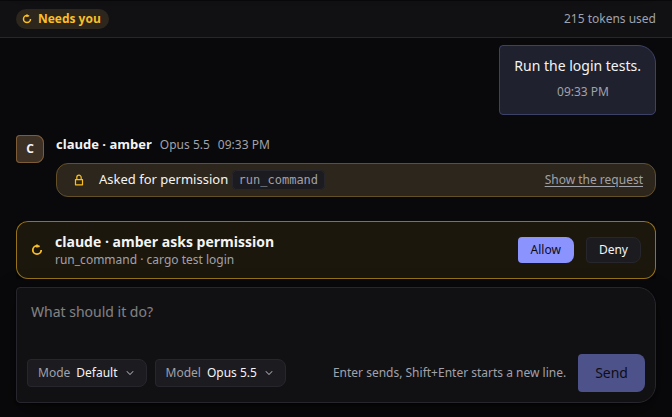 Needs you
215 tokens used
Run the login tests.
09:33 PM
C
claude · amber Opus 5.5 09:33 PM
Asked for permission run_command Show the request
claude · amber asks permission
run_command · cargo test login
Allow Deny
What should it do?
Mode Default Model Opus 5.5 Enter sends, Shift+Enter starts a new line. Send